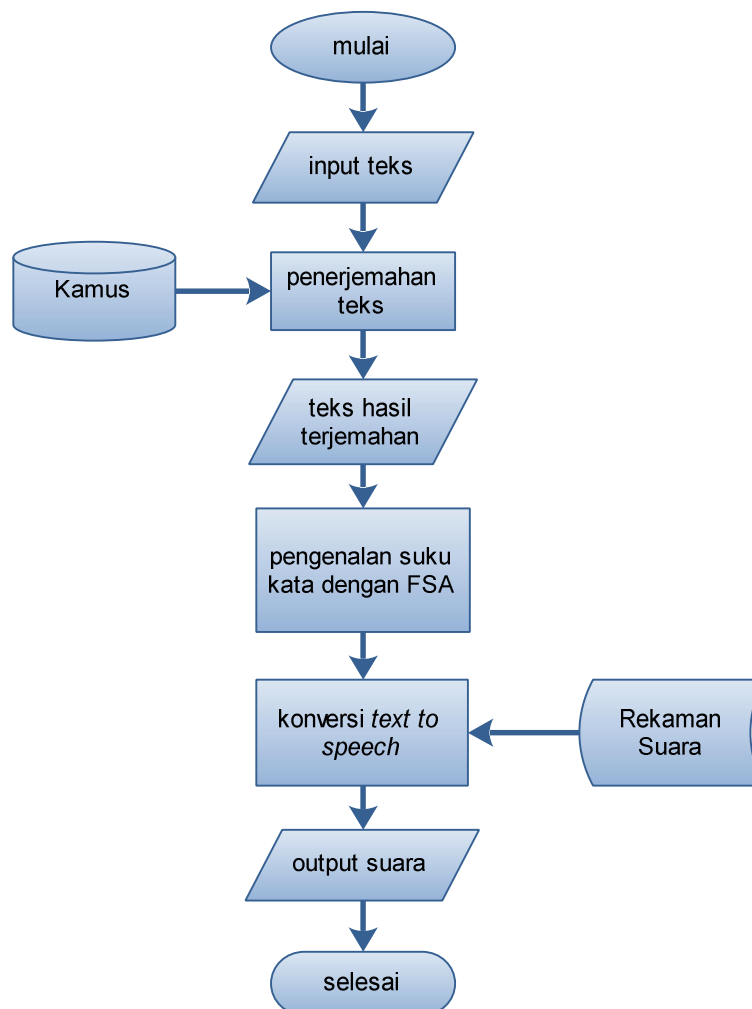 mulai
input teks
Kamus
penerjemahan
teks
teks hasil
terjemahan
pengenalan suku
kata dengan FSA
konversi text to
speech
Rekaman
Suara
output suara
selesai